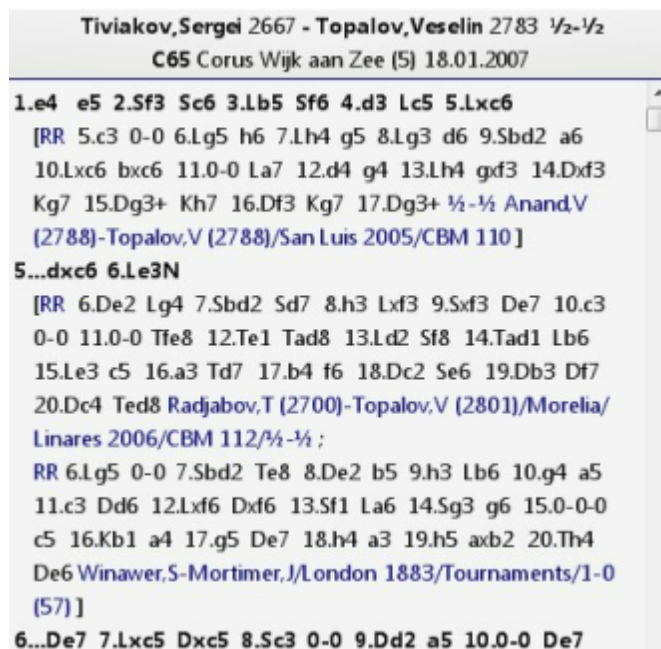 Tiviakov,Sergei 2667 - Topalov,Veselin 2783 ½-½
C65 Corus Wijk aan Zee (5) 18.01.2007
1.e4 e5 2.Sf3 Sc6 3.Lb5 Sf6 4.d3 Lc5 5.Lxc6
[RR 5.c3 0-0 6.Lg5 h6 7.Lh4 g5 8.Lg3 d6 9.Sbd2 a6
10.Lxc6 bxc6 11.0-0 La7 12.d4 g4 13.Lh4 gxf3 14.Dxf3
Kg7 15.Dg3+ Kh7 16.Df3 Kg7 17.Dg3+ ½-½ Anand,V
(2788)-Topalov,V (2788)/San Luis 2005/CBM 110 ]
5...dxc6 6.Le3N
[RR 6.De2 Lg4 7.Sbd2 Sd7 8.h3 Lxf3 9.Sxf3 De7 10.c3
0-0 11.0-0 Tfe8 12.Te1 Tad8 13.Ld2 Sf8 14.Tad1 Lb6
15.Le3 c5 16.a3 Td7 17.b4 f6 18.Dc2 Se6 19.Db3 Df7
20.Dc4 Ted8 Radjabov,T (2700)-Topalov,V (2801)/Morelia/
Linares 2006/CBM 112/½-½ ;
RR 6.Lg5 0-0 7.Sbd2 Te8 8.De2 b5 9.h3 Lb6 10.g4 a5
11.c3 Dd6 12.Lxf6 Dxf6 13.Sf1 La6 14.Sg3 g6 15.0-0-0
c5 16.Kb1 a4 17.g5 De7 18.h4 a3 19.h5 axb2 20.Th4
De6 Winawer,S-Mortimer,J/London 1883/Tournaments/1-0
(57) ]
6...De7 7.Lxc5 Dxc5 8.Sc3 0-0 9.Dd2 a5 10.0-0 De7